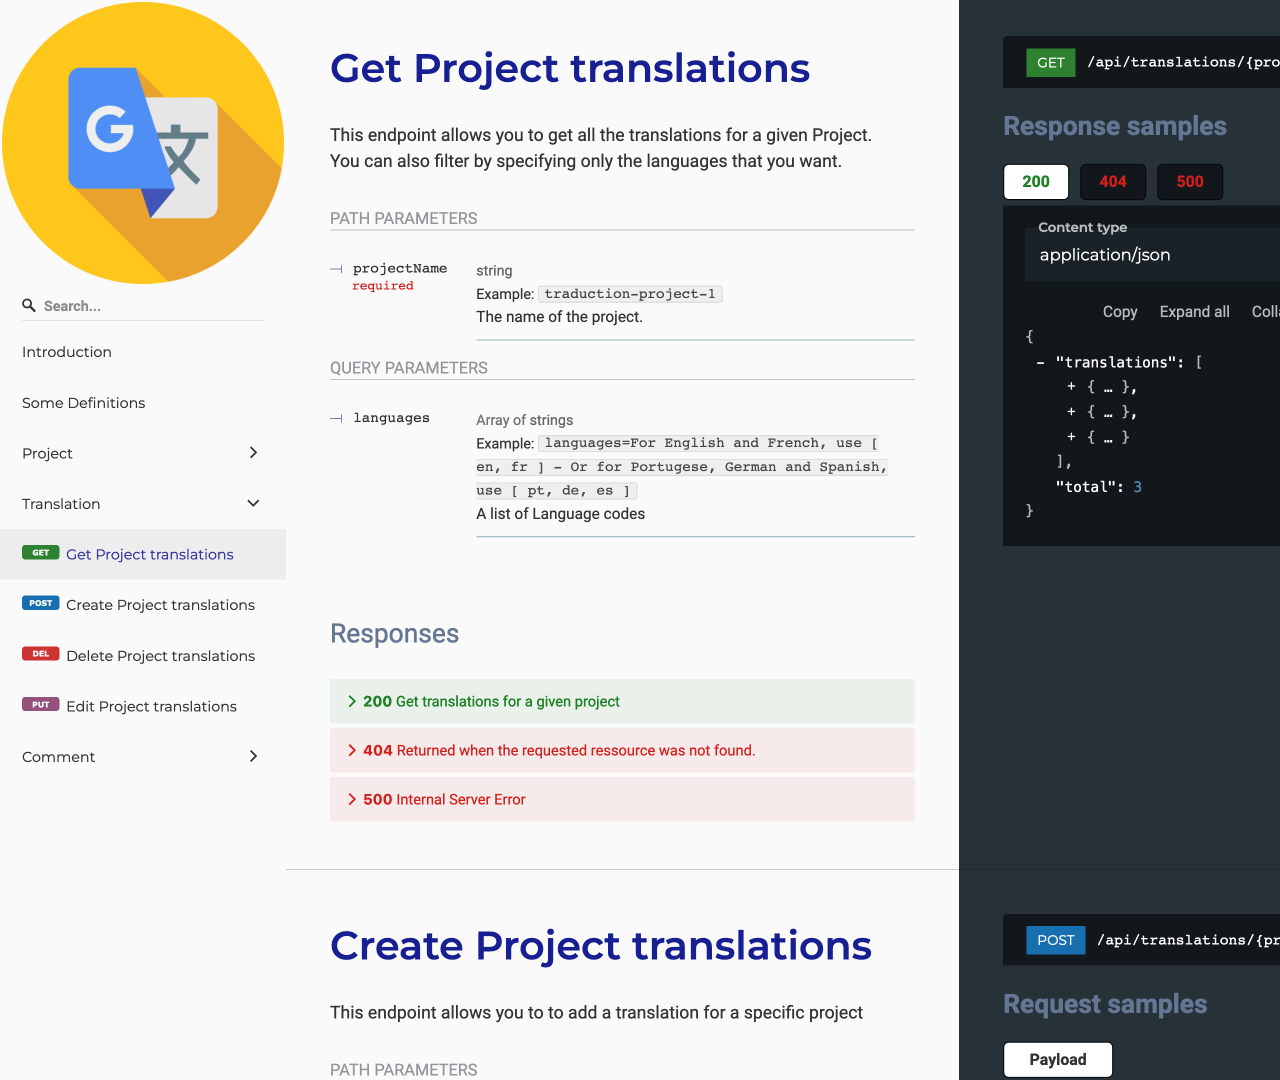 G
Search...
Introduction
Some Definitions
Project
Translation
GET Get Project translations
POST Create Project translations
DEL Delete Project translations
PUT Edit Project translations
Comment
Get Project translations
This endpoint allows you to get all the translations for a given Project.
You can also filter by specifying only the languages that you want.
PATH PARAMETERS
projectName
required
string
Example: traduction-project-1
The name of the project.
QUERY PARAMETERS
languages
Array of strings
Example: languages=For English and French, use [
en, fr ] - Or for Portugese, German and Spanish,
use [ pt, de, es ]
A list of Language codes
Responses
200 Get translations for a given project
404 Returned when the requested ressource was not found.
500 Internal Server Error
Create Project translations
This endpoint allows you to to add a translation for a specific project
PATH PARAMETERS
GET /api/translations/{pro
Response samples
200 404 500
Content type
application/json
Copy Expand all Colla
{
- "translations": [
+ { … },
+ { … },
+ { … }
],
"total": 3
}
POST /api/translations/{pr
Request samples
Payload